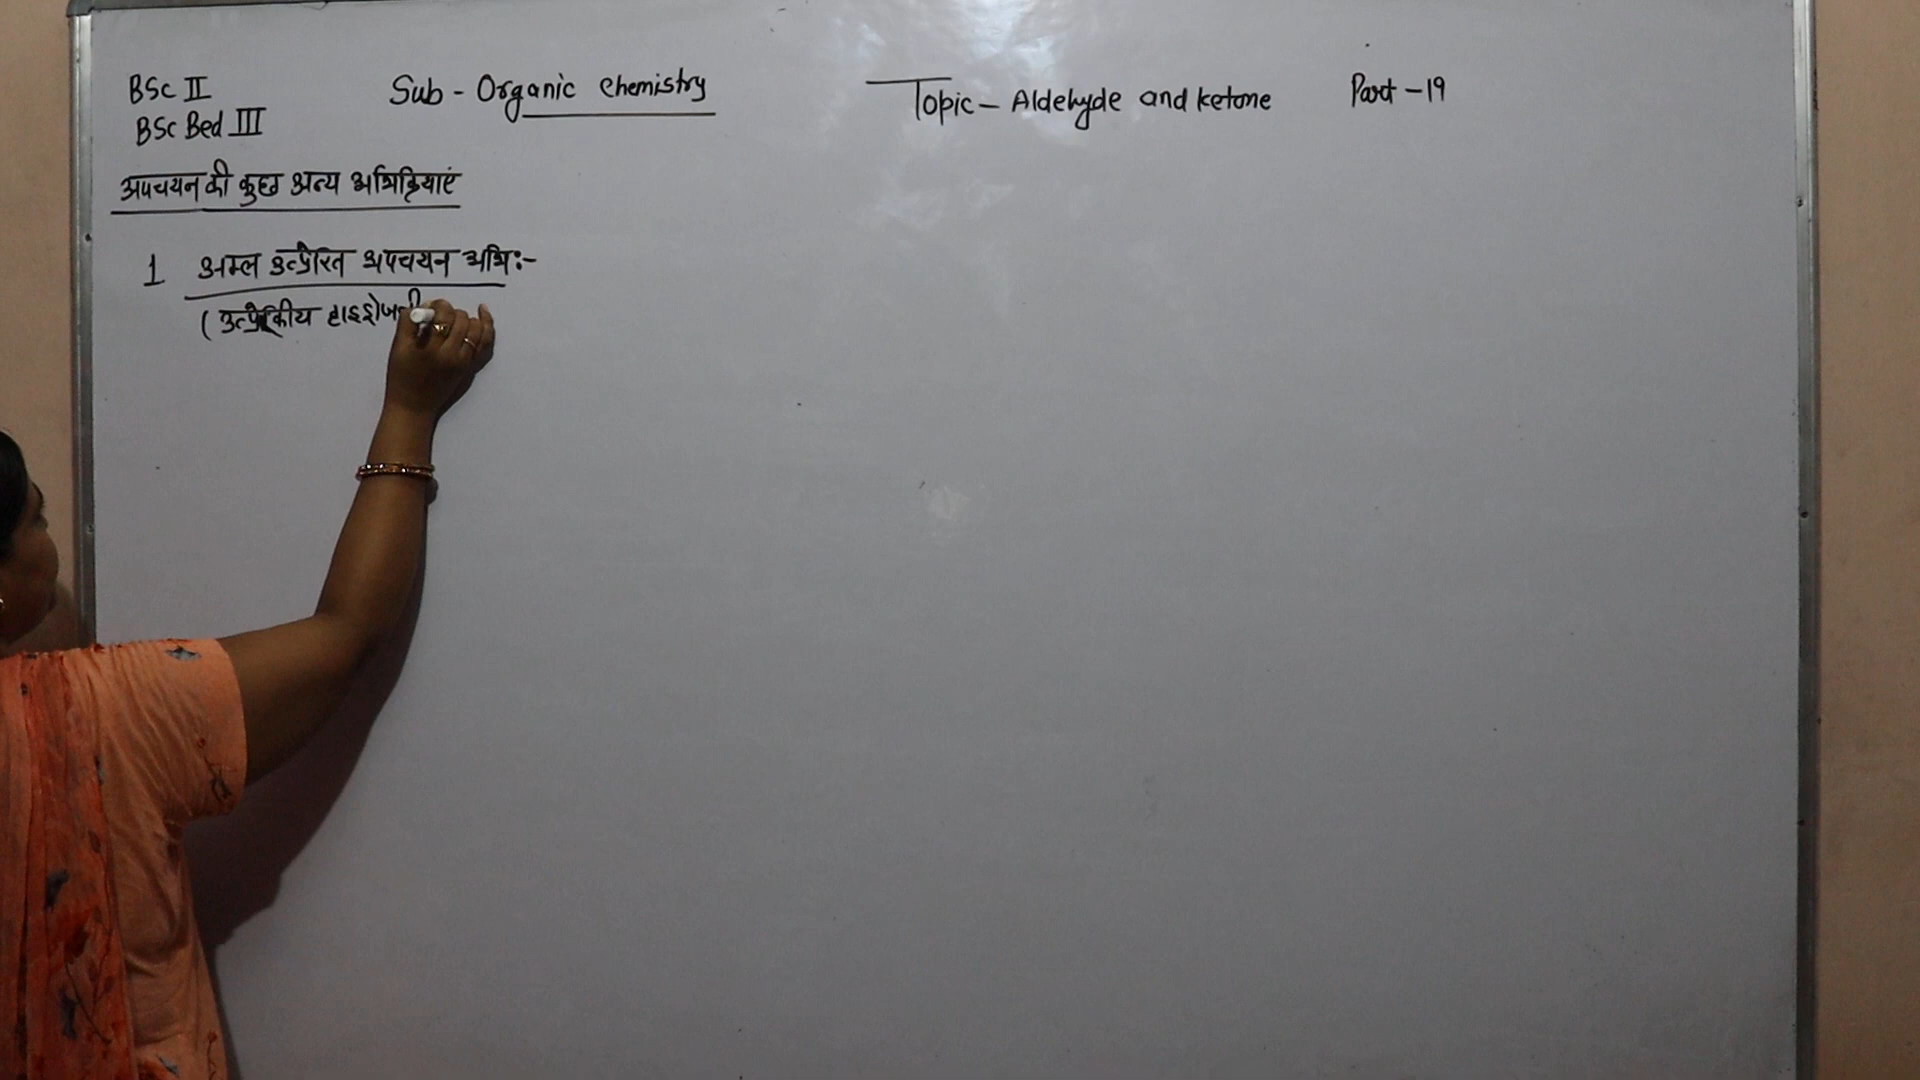 BSc II Sub - Organic chemistry Topic - Aldehyde and ketone Part - 19
BSc Bed III
अपचयन की कुछ अन्य अभिक्रियाएं
1 अम्ल उत्प्रेरित अपचयन अभि:-
( उत्प्रेरकीय हाइड्रोजनी